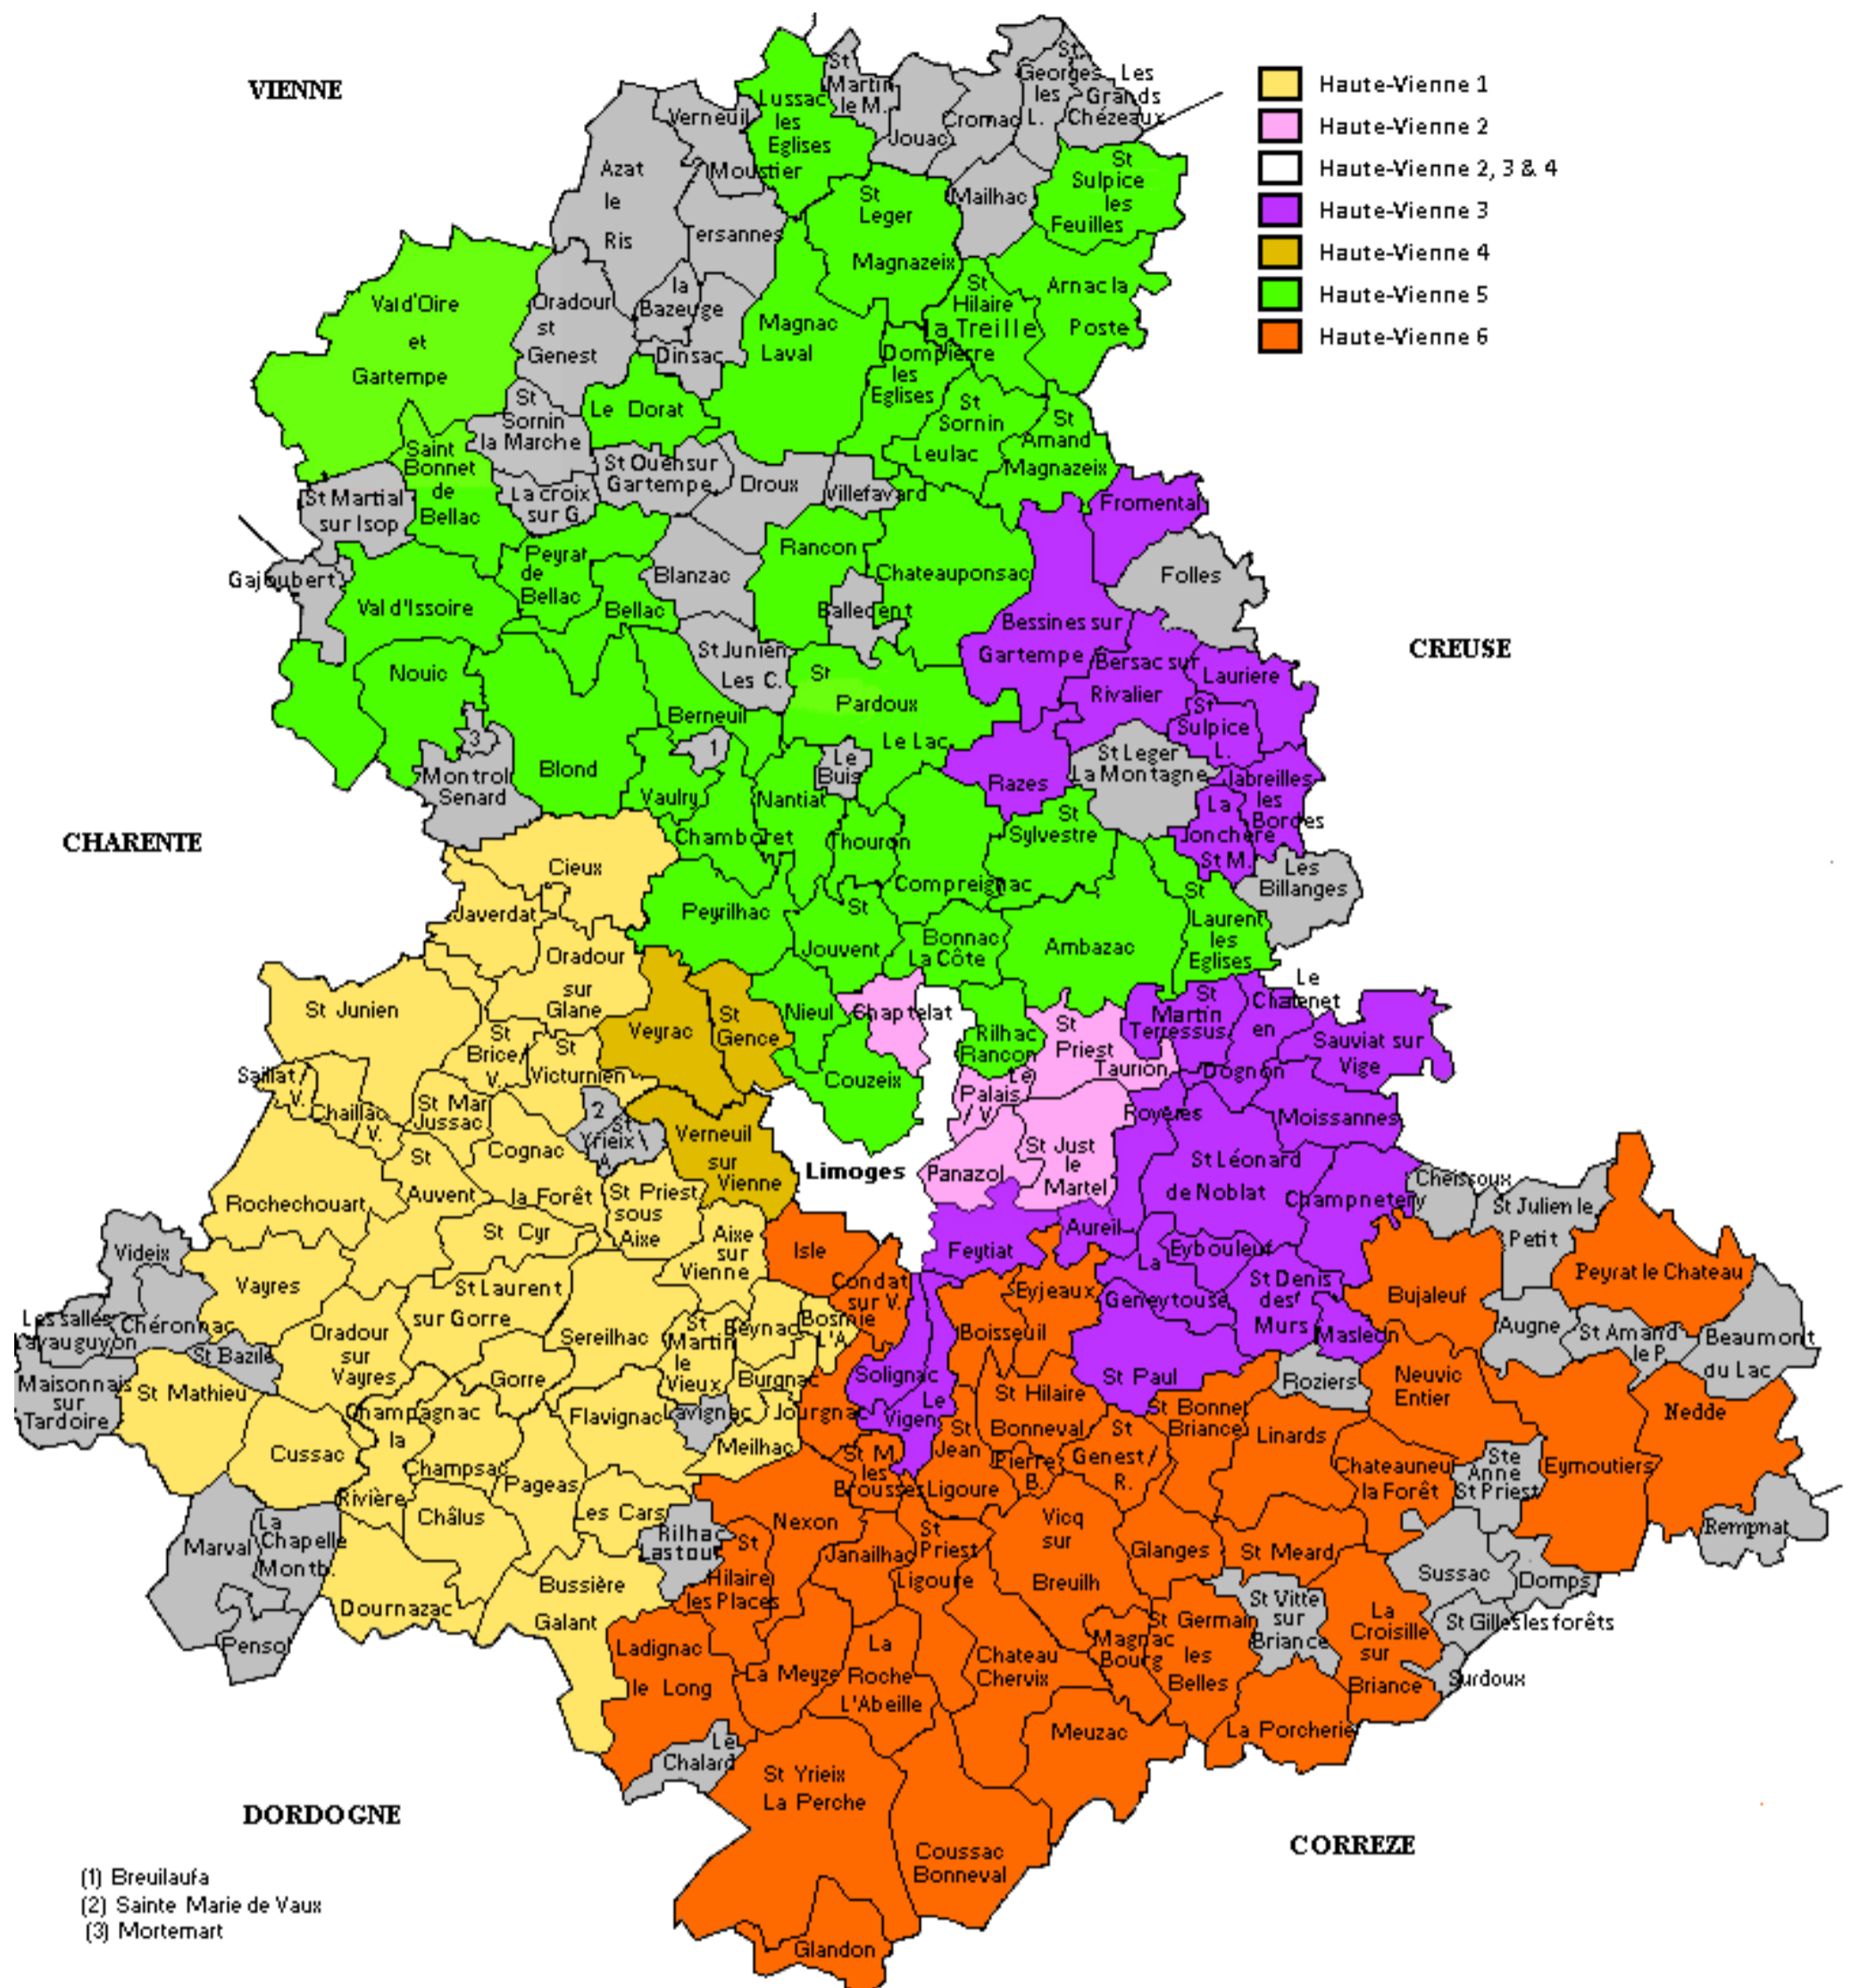 VIENNE
Haute-Vienne 1
Haute-Vienne 2
Haute-Vienne 2, 3 & 4
Haute-Vienne 3
Haute-Vienne 4
Haute-Vienne 5
Haute-Vienne 6
St
Martin
le M.
Jouac
Cromac
St
Georges
les
L.
Les
Grands
Chézeaux
Lussac
les
Eglises
Verneuil
Moustier
Azat
le
Ris
ersannes
la
Bazeuge
Dinsac
Oradour
st
Genest
St
Leger
Magnazeix
Mailhac
St
Sulpice
les
Feuilles
Arnac la
Poste
St
Hilaire
la Treille
Magnac
Laval
Dompierre
les
Eglises
St
Sornin
Leulac
St
Amand
Magnazeix
Val d'Oire
et
Gartempe
St
Sornin
la Marche
Le Dorat
Saint
Bonnet
de
Bellac
La croix
sur G.
St Ouen sur
Gartempe
Droux
Villefavard
St Martial
sur Isop
Gajoubert
Val d'Issoire
Peyrat
de
Bellac
Bellac
Blanzac
Rancon
Balledent
Chateauponsac
Fromental
Folles
Bessines sur
Gartempe
Bersac sur
Rivalier
Lauriere
St
Sulpice
L.
CREUSE
Nouic
3
Montrol
Senard
Blond
Berneuil
1
Vaulry
St Junien
Les C.
St
Pardoux
Le Lac
Le
Buis
Nantiat
Chamboret
Thouron
Razes
St Leger
La Montagne
Jabreilles
les
Bordes
La
Jonchere
St M.
Les
Billanges
St
Sylvestre
Compreignac
CHARENTE
Cieux
Javerdat
Oradour
sur
Glane
Peyrilhac
St
Jouvent
Bonnac
La Côte
Ambazac
St
Laurent
les
Eglises
St Junien
St
Brice/
V.
St
Victurnien
Veyrac
St
Gence
Nieul
Chaptelat
Couzeix
Rilhac
Rancon
St
Priest
Taurion
St
Martin
Terressus
Le
Chatenet
en
Dognon
Sauviat sur
Vige
Saillat
V.
Chaillac
/ V.
St Mar
Jussac
Cognac
la Forêt
2
St
Yrieix \
A
Verneuil
sur
Vienne
Limoges
Le
Palais
/ V
Panazol
St Just
le
Martel
Royères
Moissannes
St Léonard
de Noblat
Champnetery
Rochechouart
St
Auvent
St Cyr
St Priest
sous
Aixe
Aixe
sur
Vienne
Isle
Condat
sur V.
Feytiat
Aureil
Eyjeaux
La
Geneytouse
Eybouleuf
St Denis
des
Murs
Masleon
Cheissoux
St Julien le
Petit
Bujaleuf
Peyrat le Chateau
Augne
St Amand
le P.
Beaumont
du Lac
Videix
Vayres
Les salles
Lavauguyon
Chéronnac
St Bazile
Maisonnais
sur
Tardoire
St Mathieu
Cussac
Oradour
sur
Vayres
St Laurent
sur Gorre
Gorre
Sereilhac
St
Martin
le
Vieux
Beynac
Bosmie
L'A
Burgnac
Boisseuil
Solignac
Le
Vigen
St Paul
Roziers
Neuvic
Entier
Nedde
Champagnac
la
Rivière
Champsac
Pageas
Flavignac
Lavignac
Meilhac
Jourgnac
St M.
les
Brousses
St
Jean
Ligoure
St Hilaire
Bonneval
Pierre
B.
St
Genest /
R.
St Bonnet
Briance
Linards
Chateauneuf
la Forêt
Ste
Anne
St Priest
Eymoutiers
Rempnat
Marval
La
Chapelle
Montb.
Pensol
Châlus
Dournazac
Les Cars
Bussière
Galant
Rilhac
Lastour
St
Hilaire
les Places
Nexon
Janailhac
St
Priest
Ligoure
Vicq
sur
Breuilh
Glanges
St Meard
Sussac
Domps
St Gilles les forêts
Surdoux
St Vitte
sur
Briance
La
Croisille
sur
Briance
Ladignac
le Long
La Meyze
La
Roche
L'Abeille
Chateau
Chervix
Magnac
Bourg
St Germain
les
Belles
La Porcherie
Meuzac
Le
Chalard
St Yrieix
La Perche
Coussac
Bonneval
Glandon
DORDOGNE
CORREZE
(1) Breuilaufa
(2) Sainte Marie de Vaux
(3) Mortemart